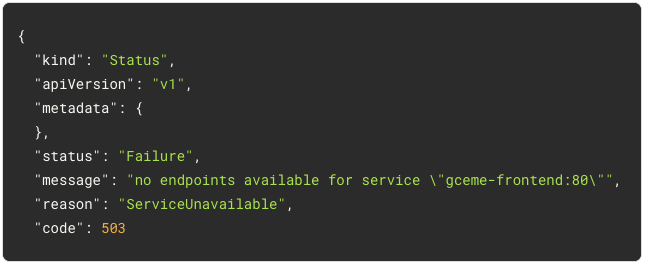 {
  "kind": "Status",
  "apiVersion": "v1",
  "metadata": {
  },
  "status": "Failure",
  "message": "no endpoints available for service \"gceme-frontend:80\"",
  "reason": "ServiceUnavailable",
  "code": 503